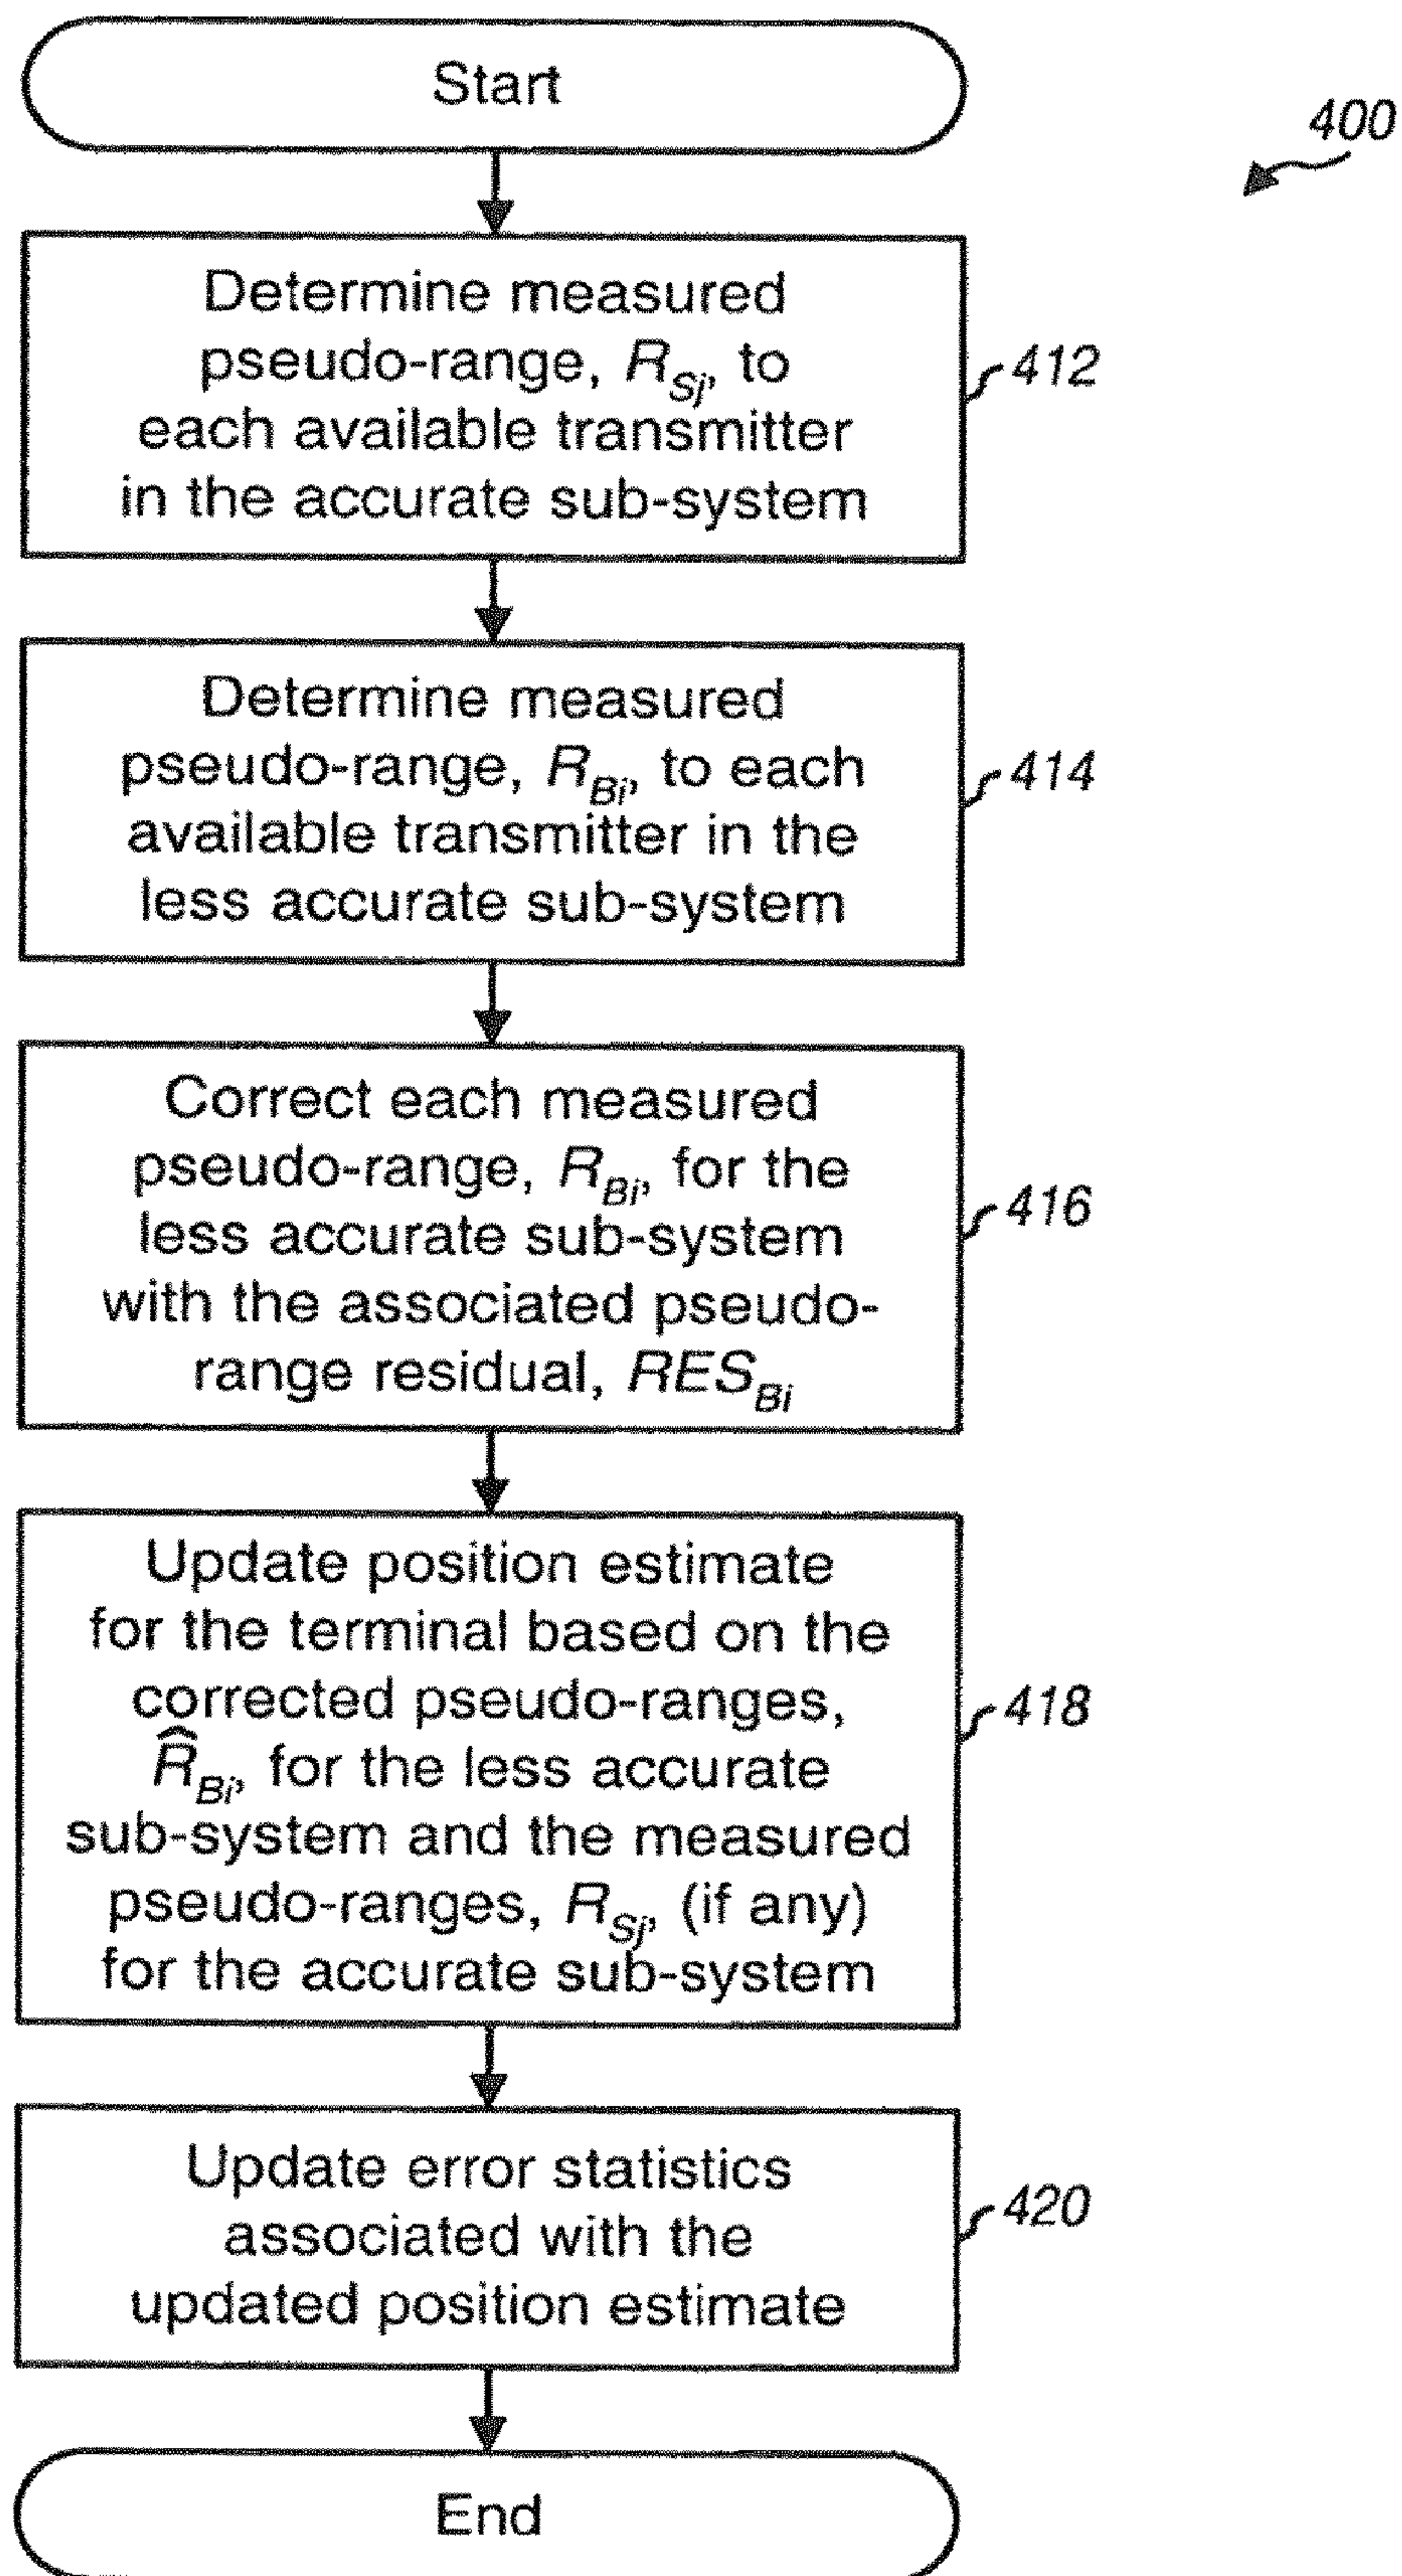 Start
400
Determine measured
pseudo-range, R_Sj, to
each available transmitter
in the accurate sub-system
412
Determine measured
pseudo-range, R_Bi, to each
available transmitter in the
less accurate sub-system
414
Correct each measured
pseudo-range, R_Bi, for the
less accurate sub-system
with the associated pseudo-
range residual, RES_Bi
416
Update position estimate
for the terminal based on the
corrected pseudo-ranges,
R̂_Bi, for the less accurate
sub-system and the measured
pseudo-ranges, R_Sj, (if any)
for the accurate sub-system
418
Update error statistics
associated with the
updated position estimate
420
End